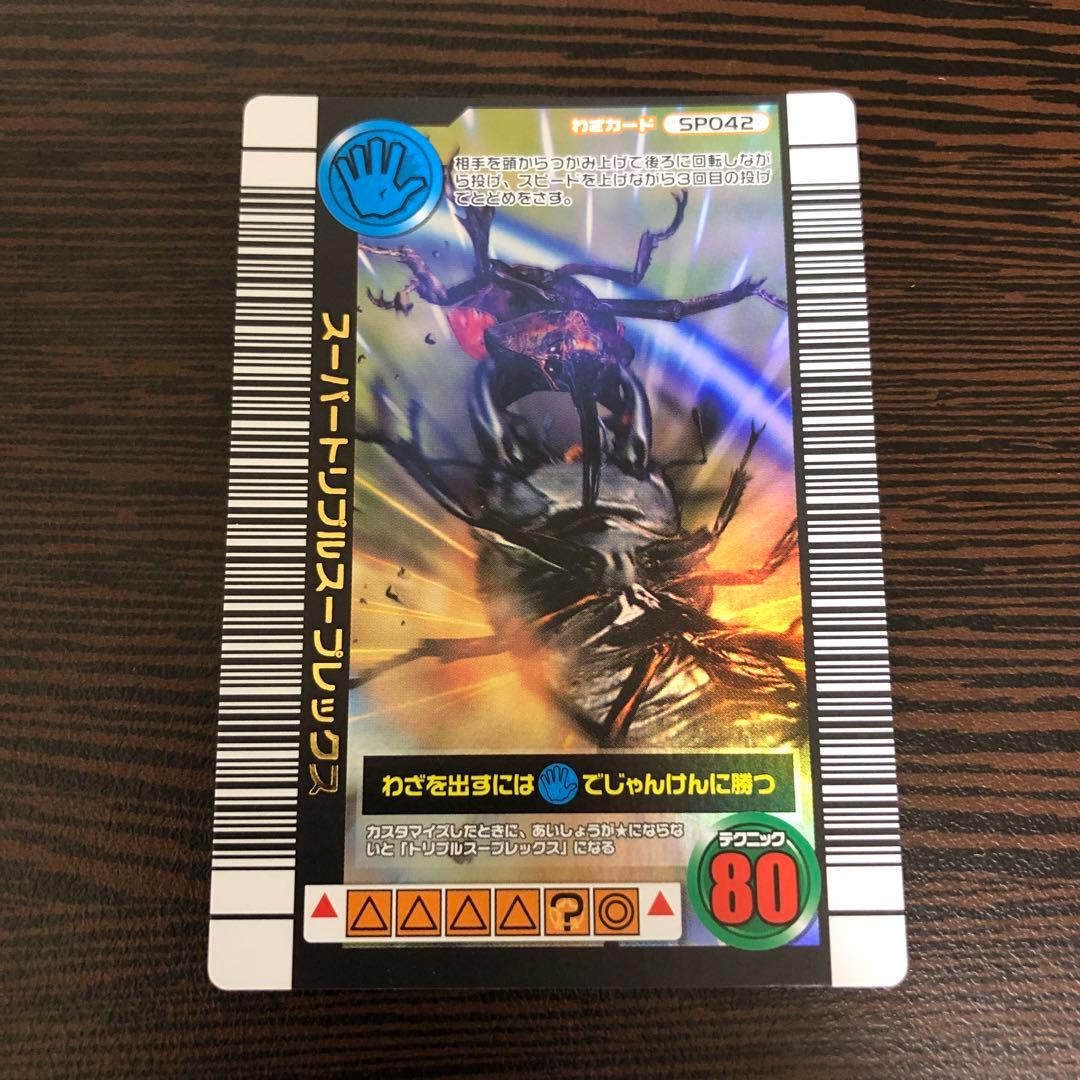 わざカード SP042
相手を頭からつかみ上げて後ろに回転しなが
ら投げ、スピードを上げながら3回目の投げ
でとどめをさす。
スーパートリプルスープレックス
わざを出すには でじゃんけんに勝つ
カスタマイズしたときに、あいしょうが★にならな
いと「トリプルスープレックス」になる
テクニック
80
?